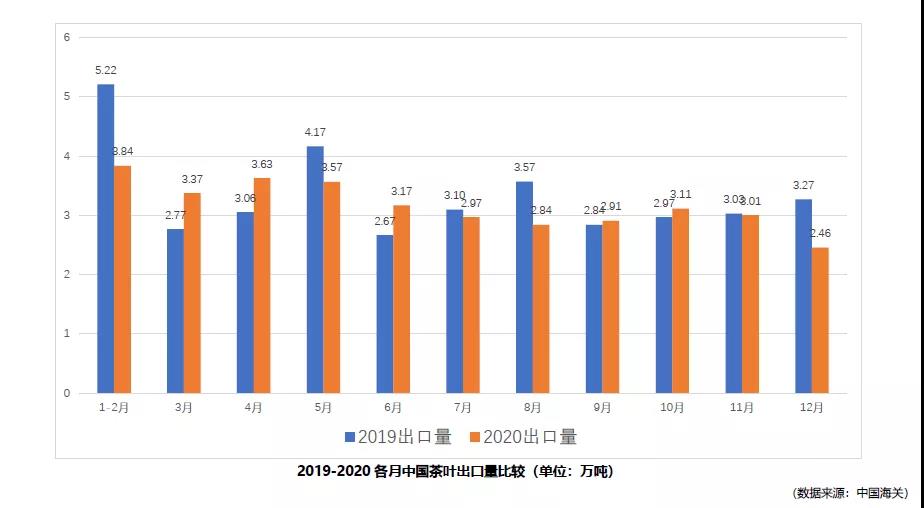 6
5
4
3
2
1
0
5.22
3.84
2.77
3.37
3.06
3.63
4.17
3.57
2.67
3.17
3.10
2.97
3.57
2.84
2.84
2.91
2.97
3.11
3.03
3.01
3.27
2.46
1-2月
3月
4月
5月
6月
7月
8月
9月
10月
11月
12月
2019出口量 2020出口量
2019-2020 各月中国茶叶出口量比较（单位：万吨）
（数据来源：中国海关）